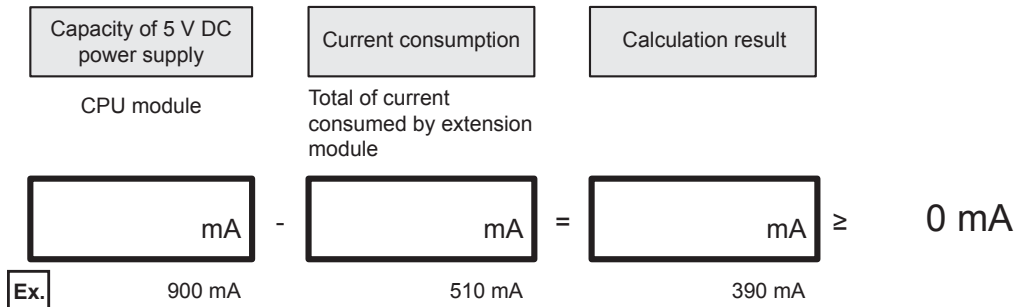 Capacity of 5 V DC
power supply
Current consumption
Calculation result
CPU module
Total of current
consumed by extension
module
mA - mA = mA ≥ 0 mA
Ex. 900 mA 510 mA 390 mA